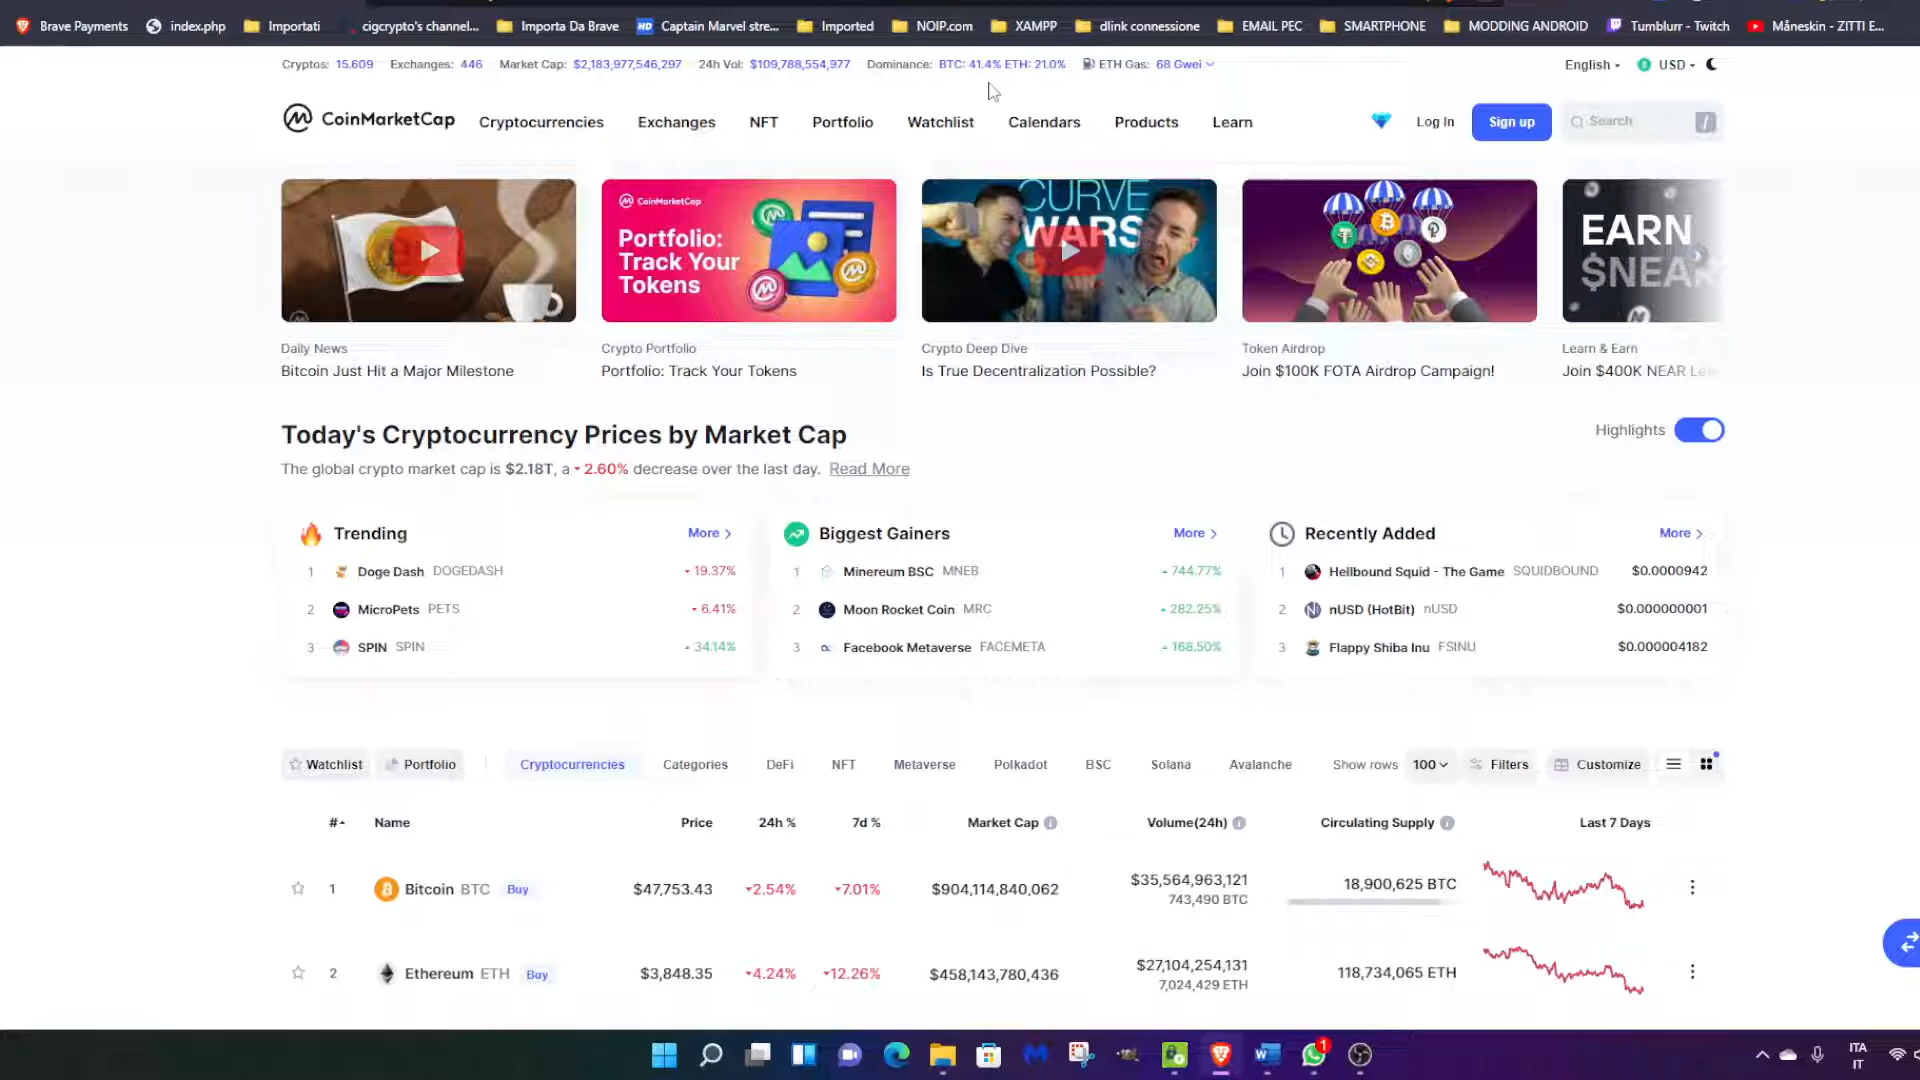 Brave Payments index.php Importati cigcrypto's channel... Importa Da Brave HD Captain Marvel stre... Imported NOIP.com XAMPP dlink connessione EMAIL PEC SMARTPHONE MODDING ANDROID Tumblurr - Twitch Måneskin - ZITTI E...
Cryptos: 15.609 Exchanges: 446 Market Cap: $2,183,977,546,297 24h Vol: $109,788,554,977 Dominance: BTC: 41.4% ETH: 21.0% ETH Gas: 68 Gwei English USD
CoinMarketCap Cryptocurrencies Exchanges NFT Portfolio Watchlist Calendars Products Learn Log In Sign up Search /
CoinMarketCap
Portfolio:
Track Your
Tokens
CURVE
WARS
EARN
$NEAR
Daily News Crypto Portfolio Crypto Deep Dive Token Airdrop Learn & Earn
Bitcoin Just Hit a Major Milestone Portfolio: Track Your Tokens Is True Decentralization Possible? Join $100K FOTA Airdrop Campaign! Join $400K NEAR
Today's Cryptocurrency Prices by Market Cap Highlights
The global crypto market cap is $2.18T, a 2.60% decrease over the last day. Read More
Trending More
1 Doge Dash DOGEDASH 19.37%
2 MicroPets PETS 6.41%
3 SPIN SPIN 34.14%
Biggest Gainers More
1 Minereum BSC MNEB 744.77%
2 Moon Rocket Coin MRC 282.25%
3 Facebook Metaverse FACEMETA 168.50%
Recently Added More
1 Hellbound Squid - The Game SQUIDBOUND $0.0000942
2 nUSD (HotBit) nUSD $0.000000001
3 Flappy Shiba Inu FSINU $0.000004182
Watchlist Portfolio Cryptocurrencies Categories DeFi NFT Metaverse Polkadot BSC Solana Avalanche Show rows 100 Filters Customize
# Name Price 24h % 7d % Market Cap Volume(24h) Circulating Supply Last 7 Days
1 Bitcoin BTC Buy $47,753.43 2.54% 7.01% $904,114,840,062 $35,564,963,121 18,900,625 BTC
743,490 BTC
2 Ethereum ETH Buy $3,848.35 4.24% 12.26% $458,143,780,436 $27,104,254,131 118,734,065 ETH
7,024,429 ETH
1
ITA
IT